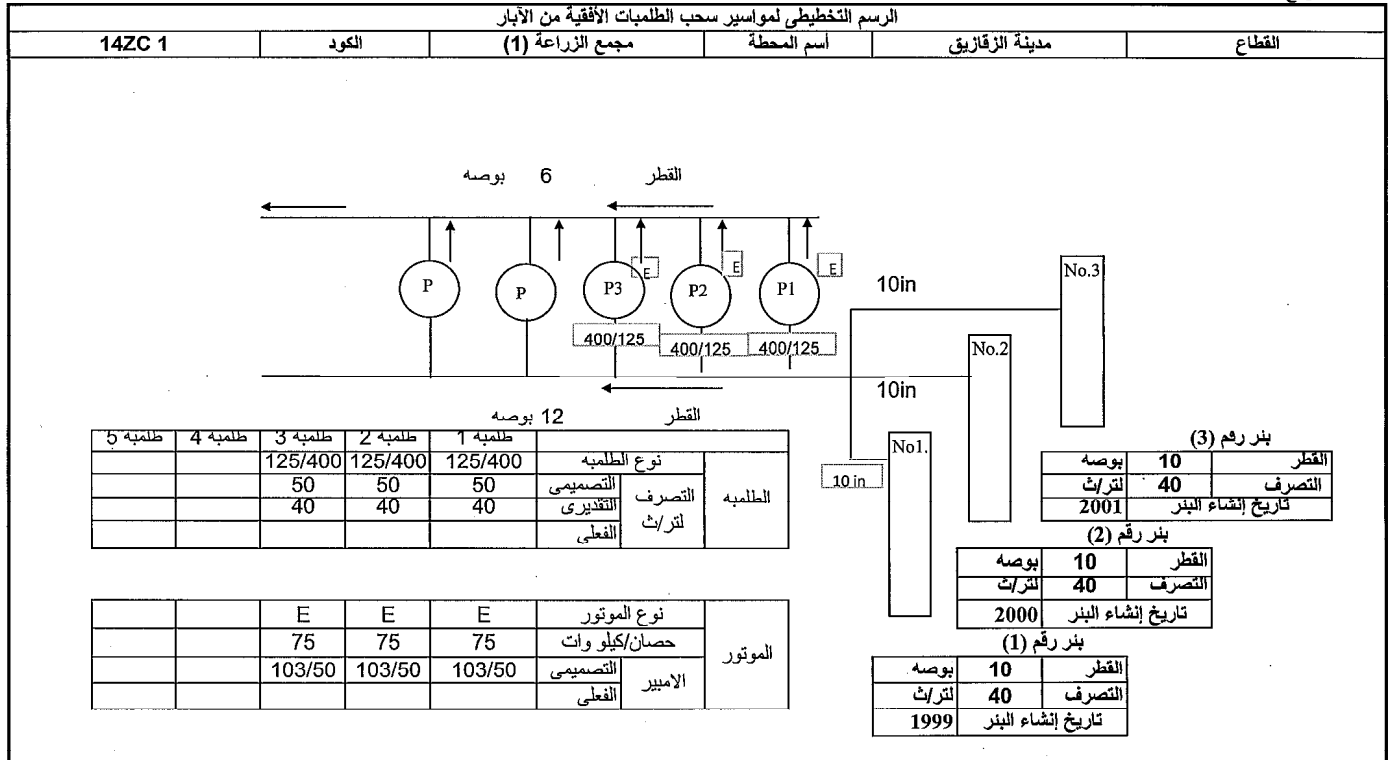 الرسم التخطيطى لمواسير سحب الطلمبات الأفقية من الآبار
القطاع مدينة الزقازيق أسم المحطة مجمع الزراعة (1) الكود 14ZC 1
القطر 6 بوصه
P P P3 E P2 E P1 E
400/125 400/125 400/125
10in No.3
10in No.2
10 in No1.
القطر 12 بوصه
طلمبه 1 طلمبه 2 طلمبه 3 طلمبه 4 طلمبه 5
الطلمبه نوع الطلمبه 125/400 125/400 125/400
التصرف لتر/ث التصميمى 50 50 50
التقديرى 40 40 40
الفعلى
الموتور نوع الموتور E E E
حصان/كيلو وات 75 75 75
الامبير التصميمى 103/50 103/50 103/50
الفعلى
بئر رقم (3)
القطر 10 بوصه
التصرف 40 لتر/ث
تاريخ إنشاء البئر 2001
بئر رقم (2)
القطر 10 بوصه
التصرف 40 لتر/ث
تاريخ إنشاء البئر 2000
بئر رقم (1)
القطر 10 بوصه
التصرف 40 لتر/ث
تاريخ إنشاء البئر 1999